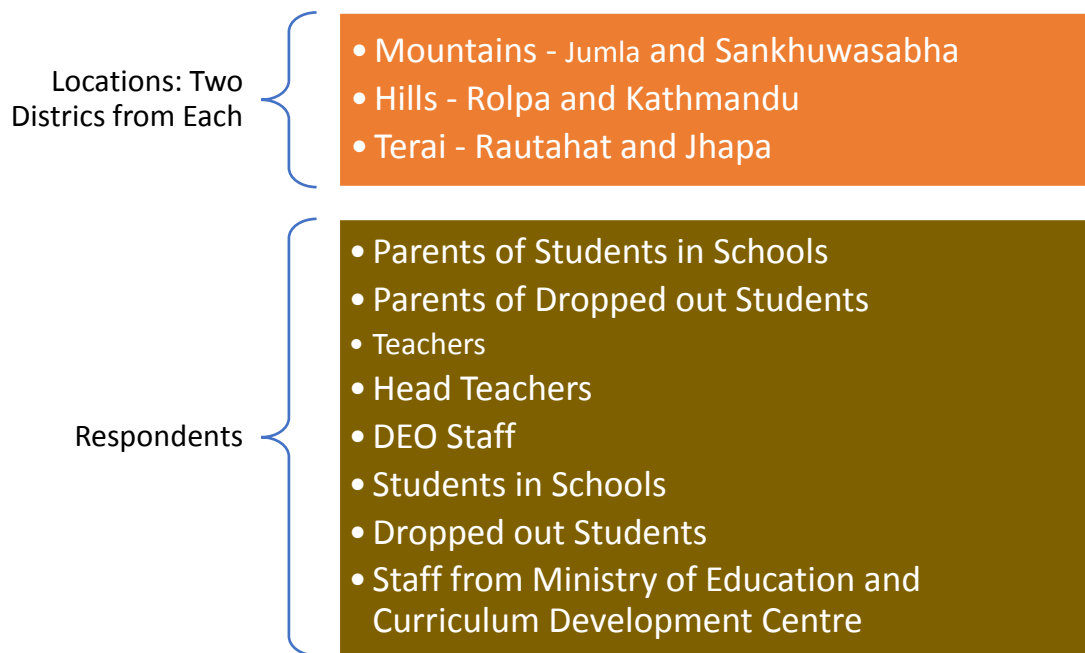 Locations: Two
Districs from Each
• Mountains - Jumla and Sankhuwasabha
• Hills - Rolpa and Kathmandu
• Terai - Rautahat and Jhapa
Respondents
• Parents of Students in Schools
• Parents of Dropped out Students
• Teachers
• Head Teachers
• DEO Staff
• Students in Schools
• Dropped out Students
• Staff from Ministry of Education and
Curriculum Development Centre